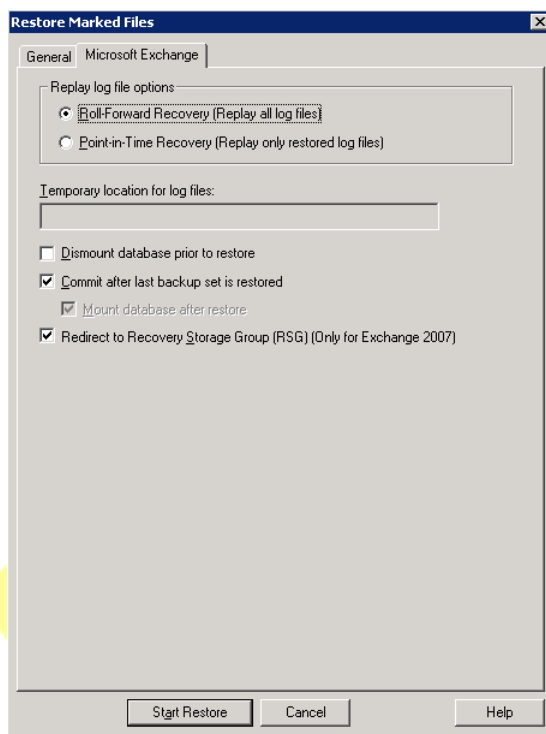 Restore Marked Files
General
Microsoft Exchange
Replay log file options
Roll-Forward Recovery (Replay all log files)
Point-in-Time Recovery (Replay only restored log files)
Temporary location for log files:
Dismount database prior to restore
Commit after last backup set is restored
Mount database after restore
Redirect to Recovery Storage Group (RSG) (Only for Exchange 2007)
Start Restore
Cancel
Help